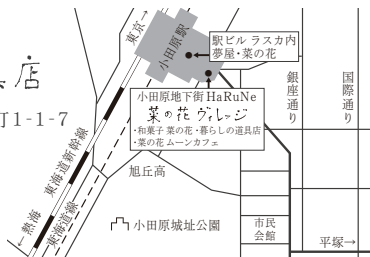 東京→
小田原駅
駅ビル ラスカ内
夢屋・菜の花
店
町1-1-7
小田原地下街 HaRuNe
菜の花 ヴィレッジ
・和菓子 菜の花・暮らしの道具店
・菜の花 ムーンカフェ
銀座通り
国際通り
東海道新幹線
東海道線
←熱海
旭丘高
小田原城址公園
市民
会館
平塚→